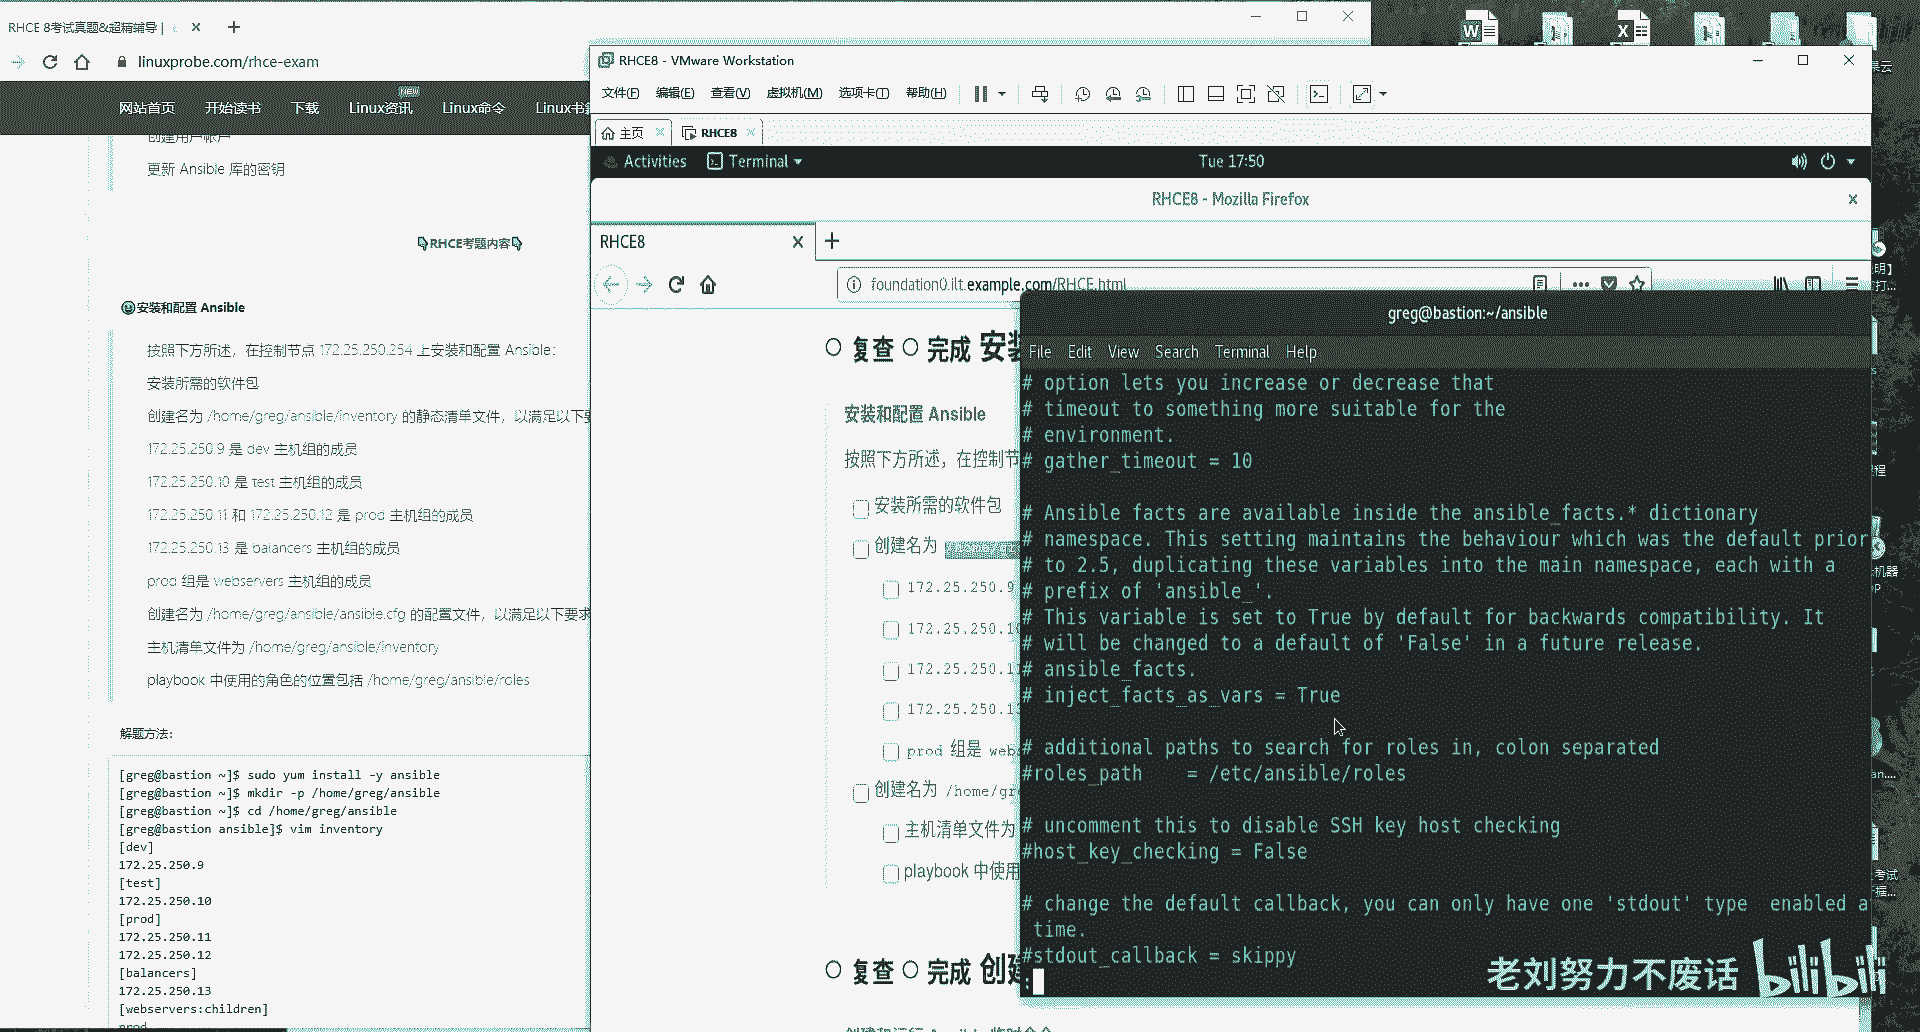 RHCE 8考试真题&超精辅导 |
linuxprobe.com/rhce-exam
网站首页
开始读书
下载
Linux资讯
NEW
Linux命令
Linux书
创建用户帐户
更新 Ansible 库的密钥
RHCE考题内容
安装和配置 Ansible
按照下方所述，在控制节点 172.25.250.254 上安装和配置 Ansible：
安装所需的软件包
创建名为 /home/greg/ansible/inventory 的静态清单文件，以满足以下要
172.25.250.9 是 dev 主机组的成员
172.25.250.10 是 test 主机组的成员
172.25.250.11 和 172.25.250.12 是 prod 主机组的成员
172.25.250.13 是 balancers 主机组的成员
prod 组是 webservers 主机组的成员
创建名为 /home/greg/ansible/ansible.cfg 的配置文件，以满足以下要求
主机清单文件为 /home/greg/ansible/inventory
playbook 中使用的角色的位置包括 /home/greg/ansible/roles
解题方法:
[greg@bastion ~]$ sudo yum install -y ansible
[greg@bastion ~]$ mkdir -p /home/greg/ansible
[greg@bastion ~]$ cd /home/greg/ansible
[greg@bastion ansible]$ vim inventory
[dev]
172.25.250.9
[test]
172.25.250.10
[prod]
172.25.250.11
172.25.250.12
[balancers]
172.25.250.13
[webservers:children]
prod
RHCE8 - VMware Workstation
文件(F)
编辑(E)
查看(V)
虚拟机(M)
选项卡(T)
帮助(H)
主页
RHCE8
Activities
Terminal
Tue 17:50
RHCE8 - Mozilla Firefox
RHCE8
foundation0.ilt.example.com/RHCE.html
复查 完成 安装
安装和配置 Ansible
按照下方所述，在控制节
安装所需的软件包
创建名为
172.25.250.9
172.25.250.10
172.25.250.1
172.25.250.13
prod 组是 webs
创建名为 /home/gre
主机清单文件为
playbook 中使用
复查 完成 创建
创建和运行 Ansible 临时命令
greg@bastion:~/ansible
File Edit View Search Terminal Help
# option lets you increase or decrease that
# timeout to something more suitable for the
# environment.
# gather_timeout = 10
# Ansible facts are available inside the ansible_facts.* dictionary
# namespace. This setting maintains the behaviour which was the default prior
# to 2.5, duplicating these variables into the main namespace, each with a
# prefix of 'ansible_'.
# This variable is set to True by default for backwards compatibility. It
# will be changed to a default of 'False' in a future release.
# ansible_facts.
# inject_facts_as_vars = True
# additional paths to search for roles in, colon separated
#roles_path    = /etc/ansible/roles
# uncomment this to disable SSH key host checking
#host_key_checking = False
# change the default callback, you can only have one 'stdout' type  enabled a
time.
#stdout_callback = skippy
:
老刘努力不废话 bilibili